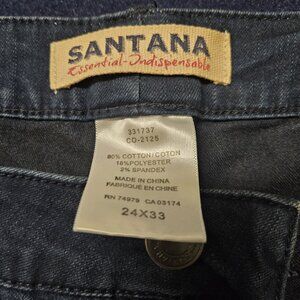 SANTANA
Essential-Indispensable
331737
CO-2125
80% COTTON/COTON
18%POLYESTER
2% SPANDEX
MADE IN CHINA
FABRIQUÉ EN CHINE
RN 74979 CA 03174
24X33